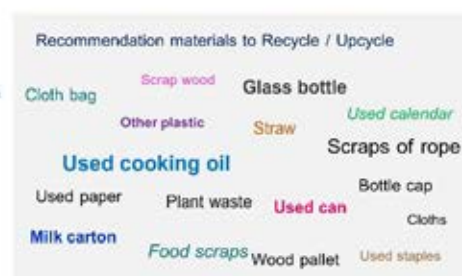 Recommendation materials to Recycle / Upcycle
Scrap wood
Glass bottle
Cloth bag
Used calendar
Other plastic
Straw
Scraps of rope
Used cooking oil
Bottle cap
Used paper
Plant waste
Used can
Cloths
Milk carton
Food scraps
Wood pallet
Used staples